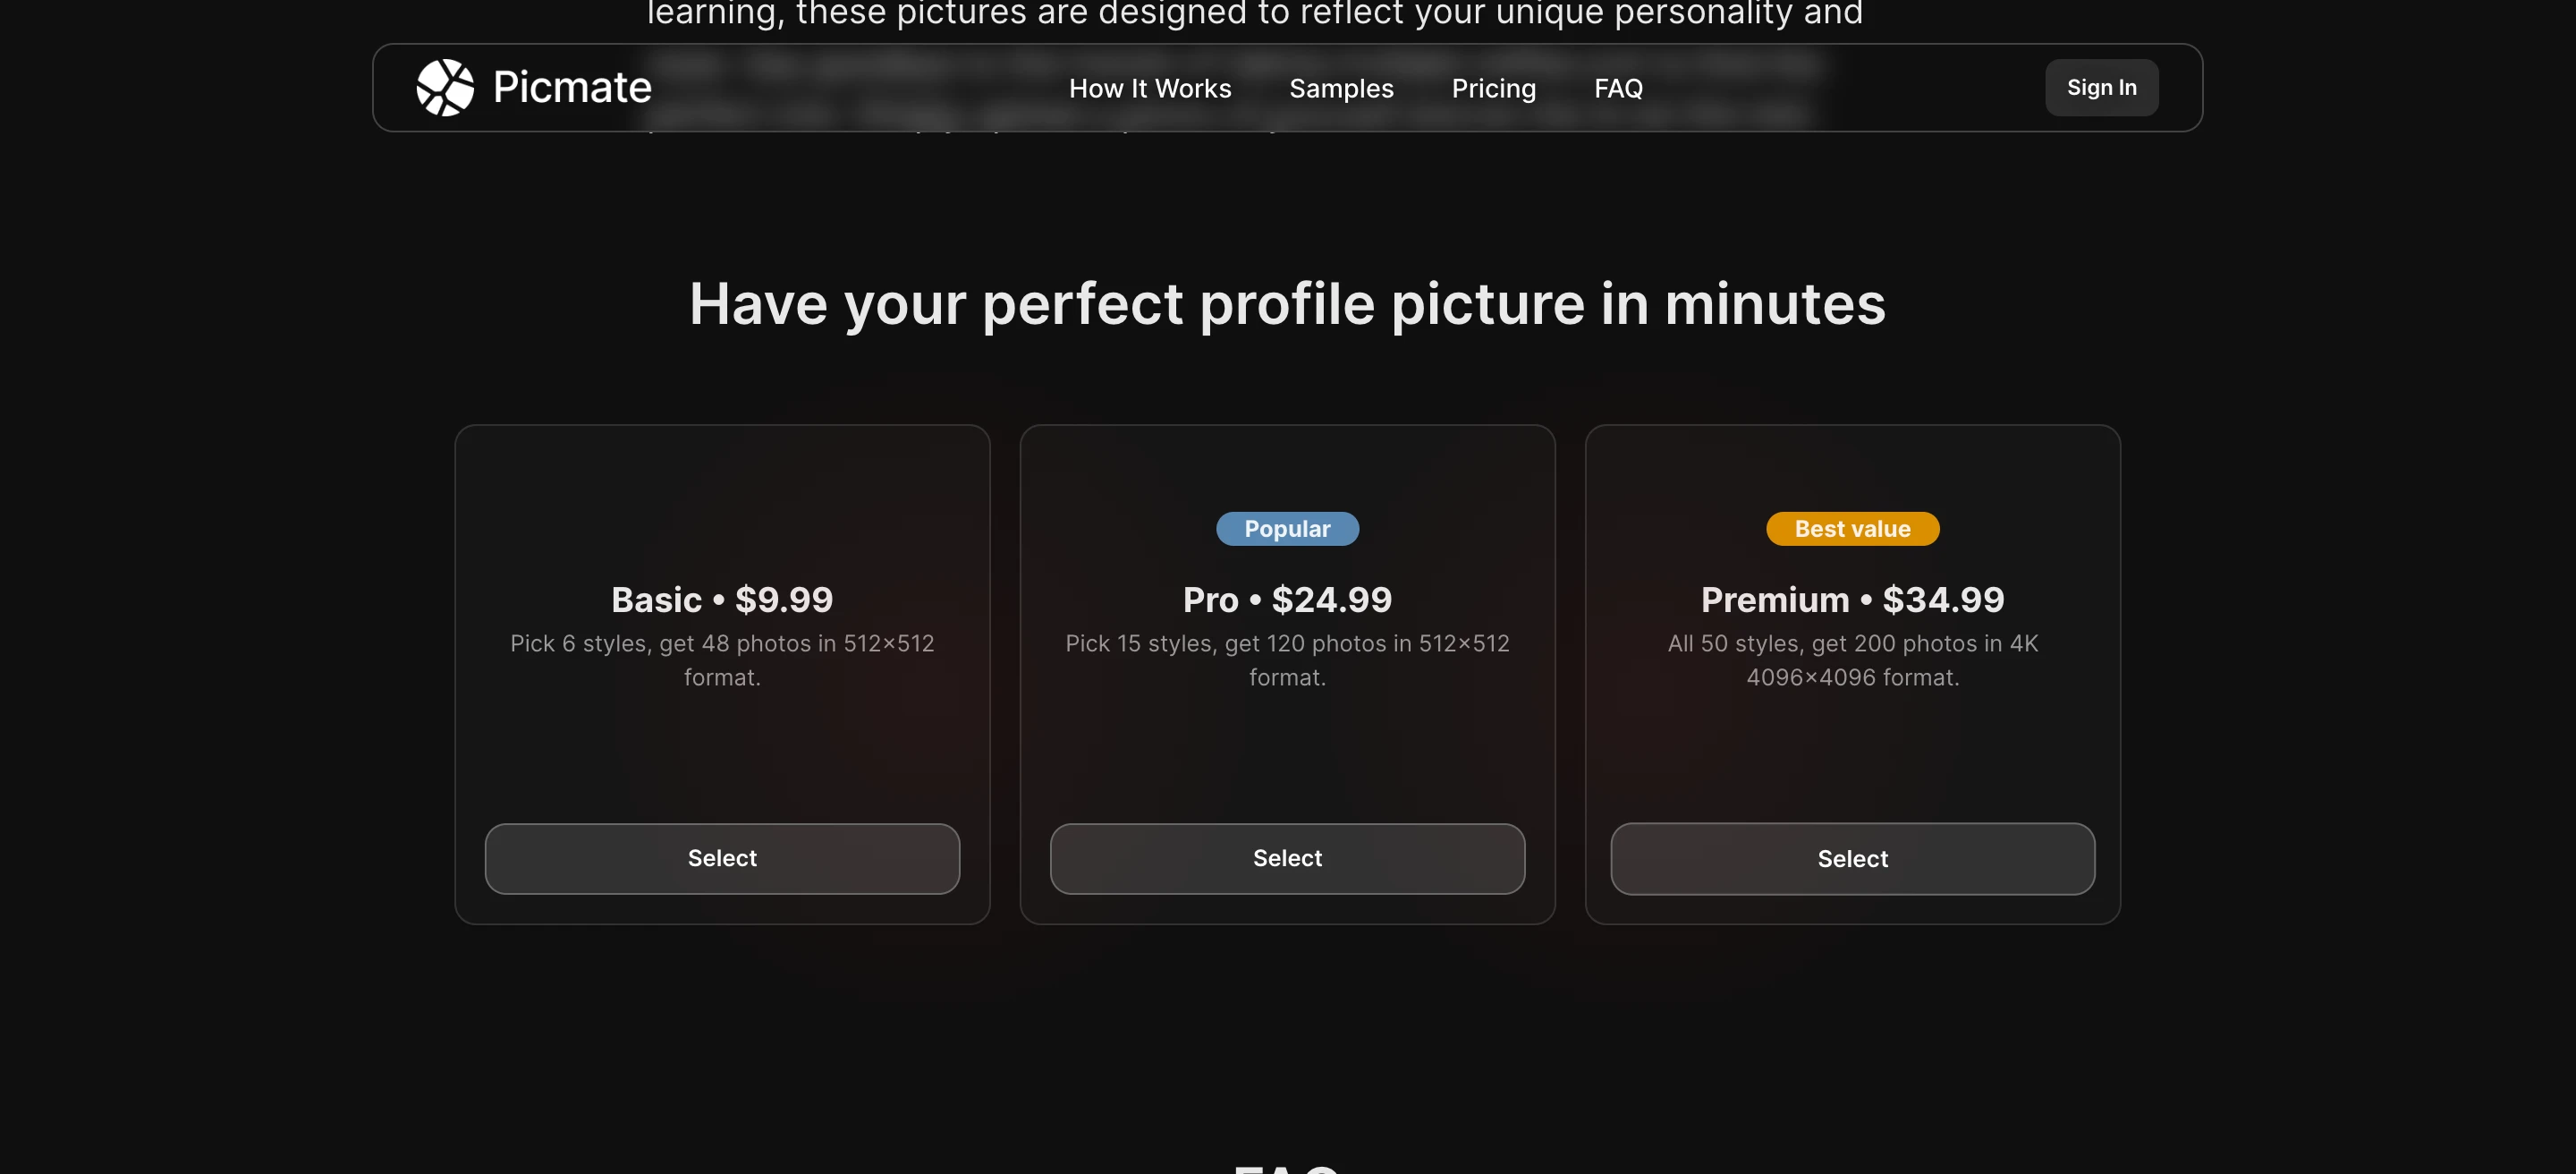 learning, these pictures are designed to reflect your unique personality and
Picmate
How It Works
Samples
Pricing
FAQ
Sign In
Have your perfect profile picture in minutes
Basic • $9.99
Pick 6 styles, get 48 photos in 512×512
format.
Select
Popular
Pro • $24.99
Pick 15 styles, get 120 photos in 512×512
format.
Select
Best value
Premium • $34.99
All 50 styles, get 200 photos in 4K
4096×4096 format.
Select
FAQ